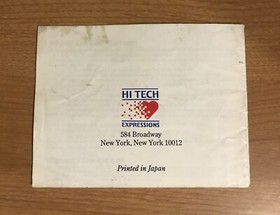 HI TECH
EXPRESSIONS
584 Broadway
New York, New York 10012
Printed in Japan